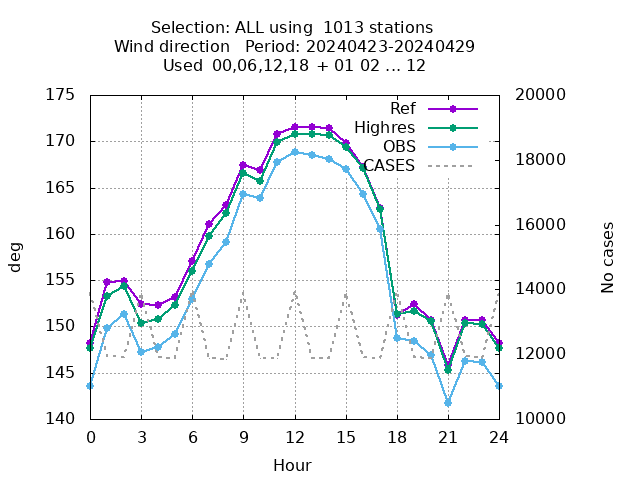 Selection: ALL using  1013 stations
Wind direction   Period: 20240423-20240429
Used  00,06,12,18 + 01 02 ... 12
175
170
165
160
155
150
145
140
20000
18000
16000
14000
12000
10000
Ref
Highres
OBS
CASES
deg
No cases
0 3 6 9 12 15 18 21 24
Hour